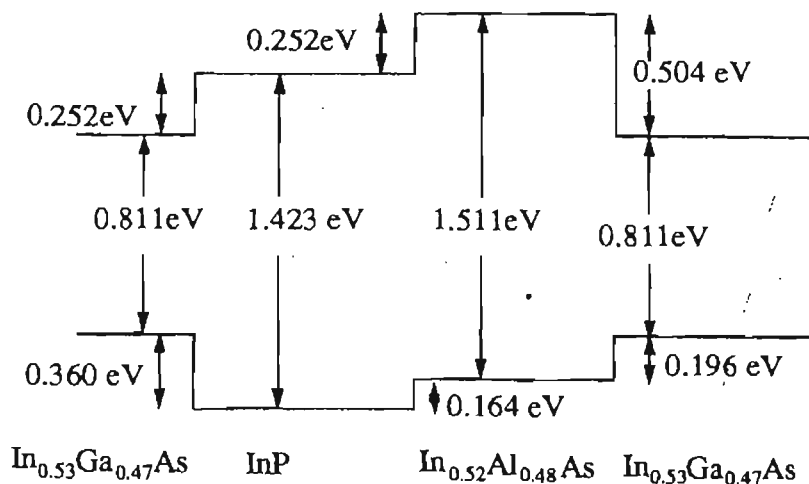 0.252eV
0.504 eV
0.252eV
0.811eV
1.423 eV
1.511eV
0.811eV
0.360 eV
0.164 eV
0.196 eV
In0.53Ga0.47As
InP
In0.52Al0.48As
In0.53Ga0.47As